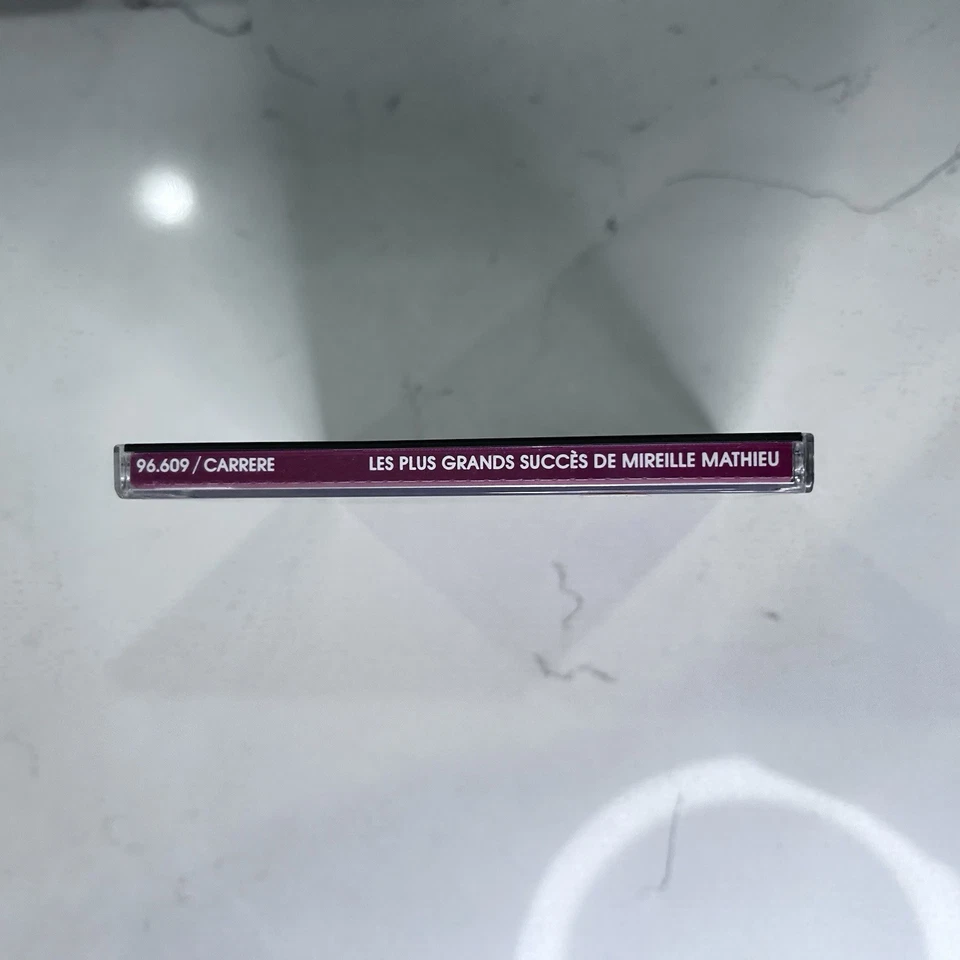 96.609 / CARRERE LES PLUS GRANDS SUCCÈS DE MIREILLE MATHIEU